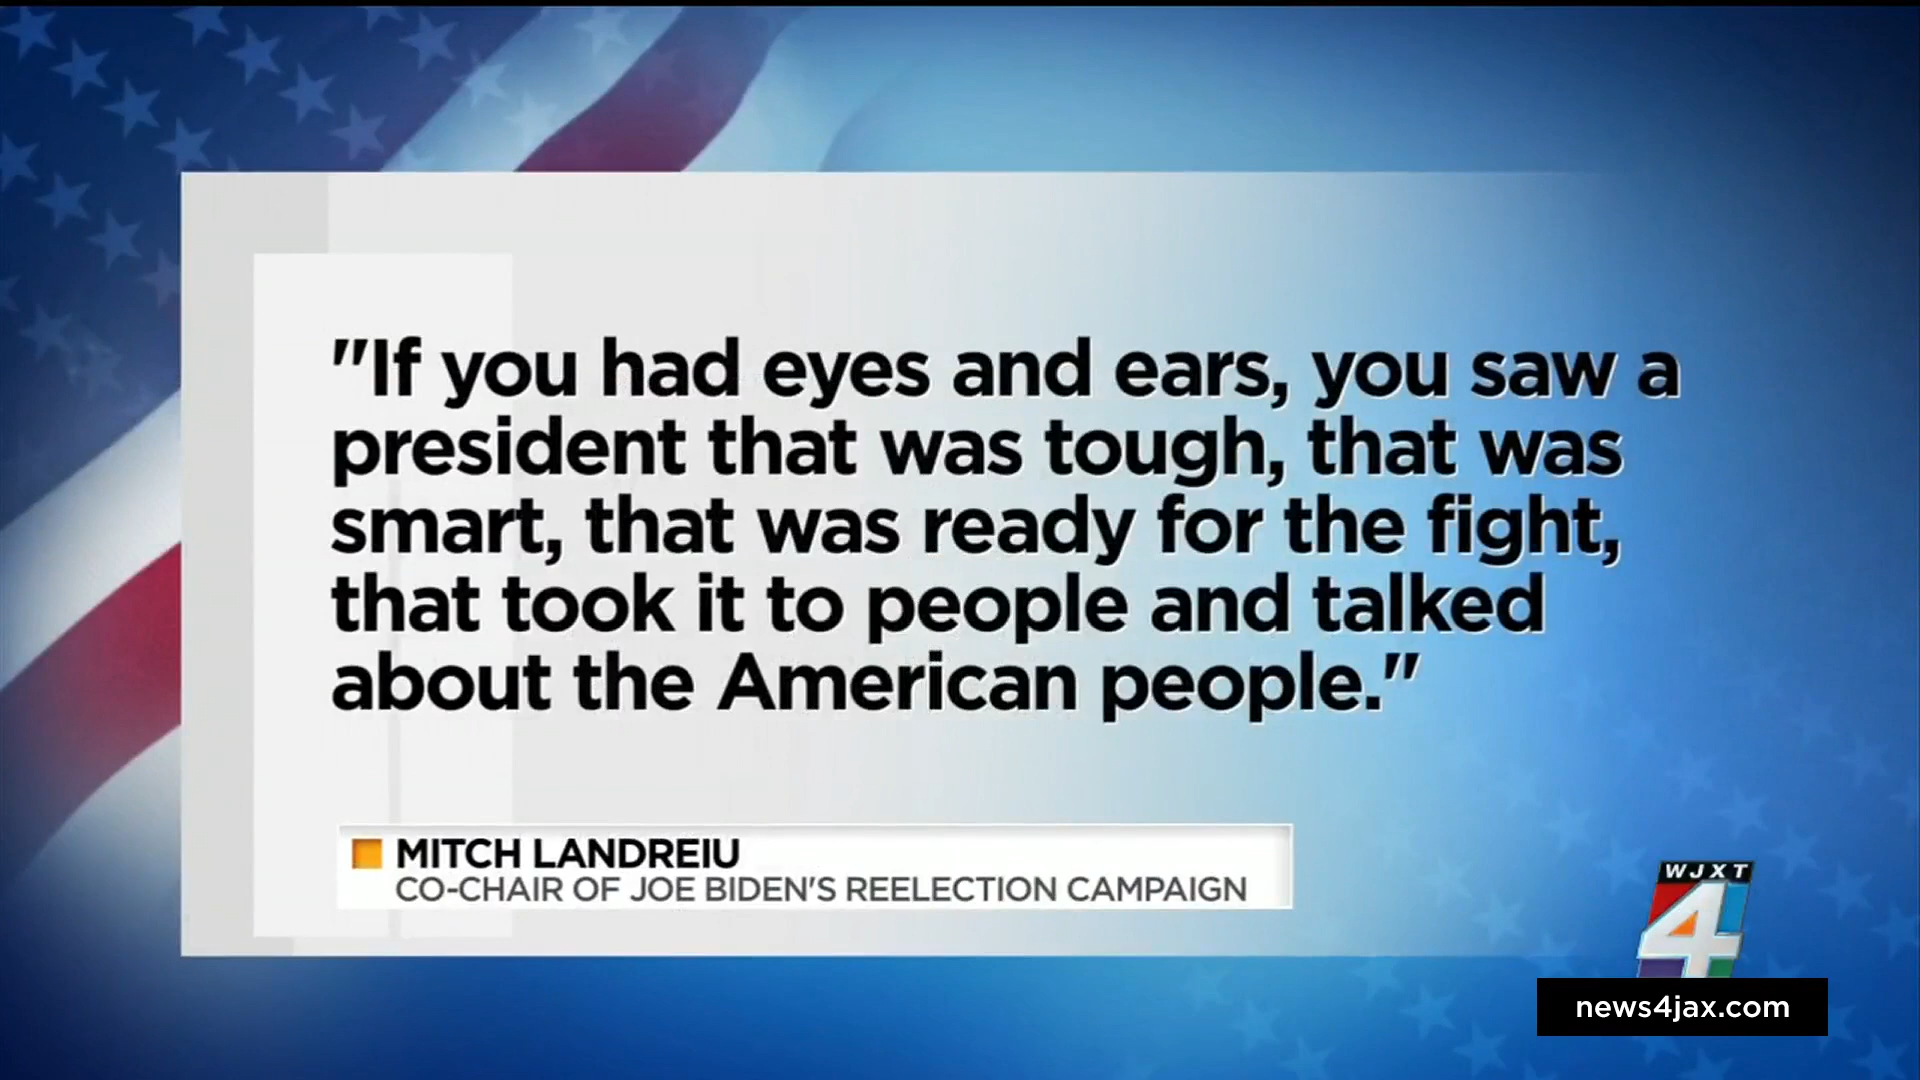 "If you had eyes and ears, you saw a
president that was tough, that was
smart, that was ready for the fight,
that took it to people and talked
about the American people."
MITCH LANDREIU
CO-CHAIR OF JOE BIDEN'S REELECTION CAMPAIGN
WJXT
4
news4jax.com